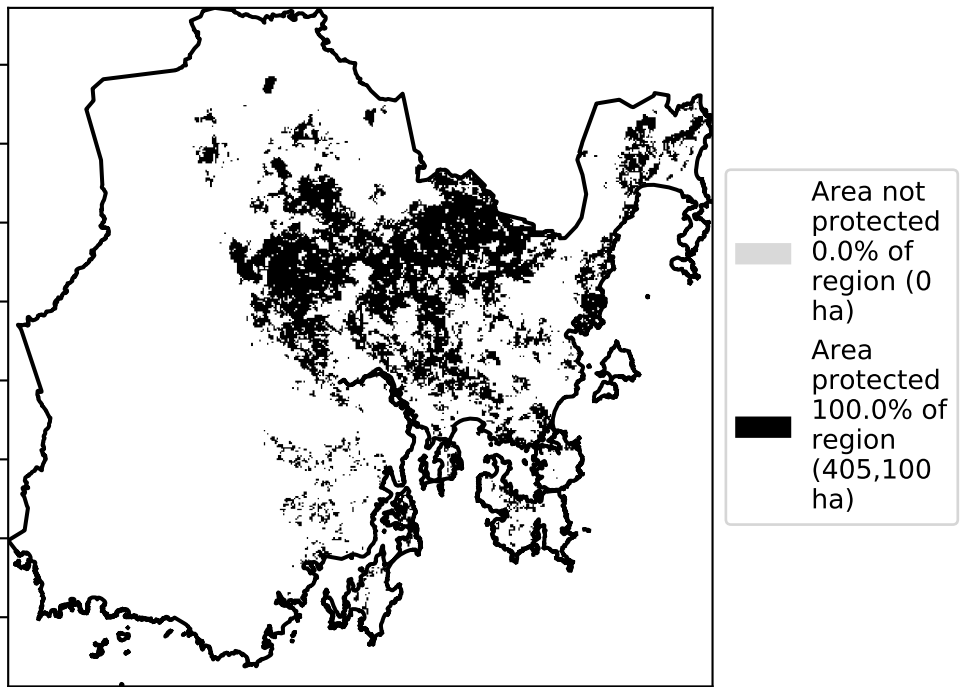 Area not
protected
0.0% of
region (0
ha)
Area
protected
100.0% of
region
(405,100
ha)